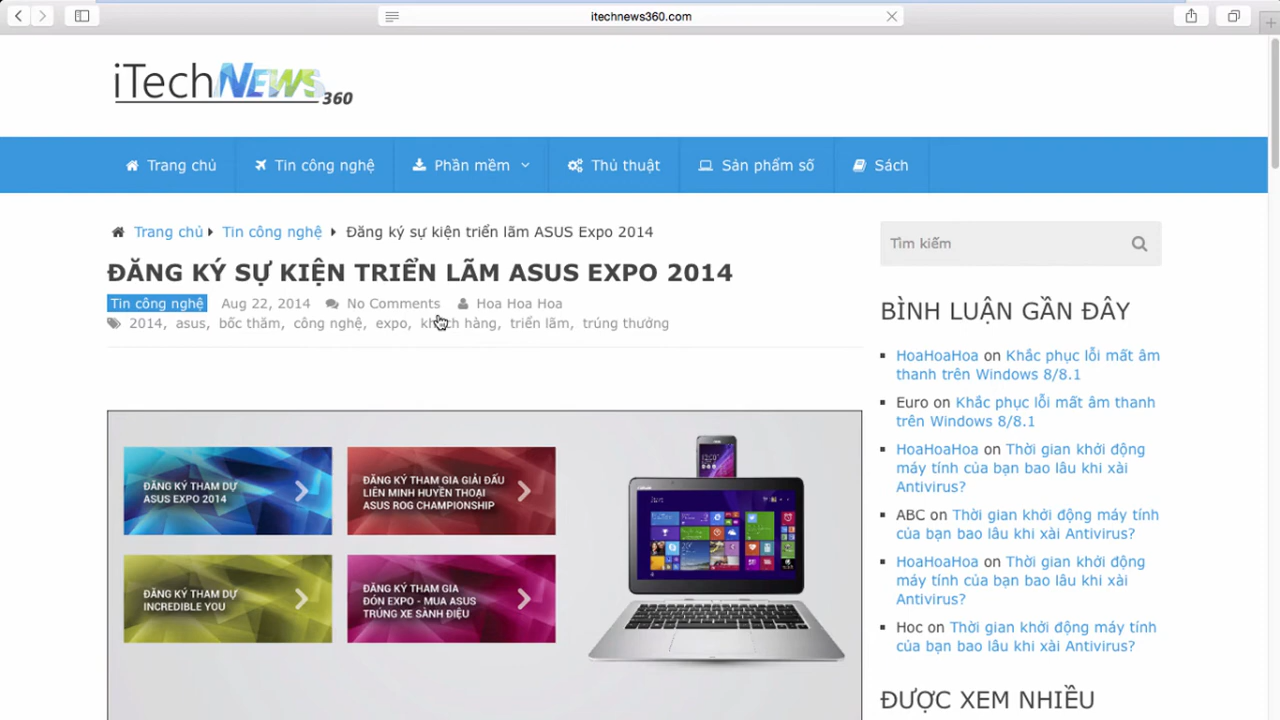 itechnews360.com
iTechNEWS360
Trang chủ Tin công nghệ Phần mềm Thủ thuật Sản phẩm số Sách
Trang chủ Tin công nghệ Đăng ký sự kiện triển lãm ASUS Expo 2014
ĐĂNG KÝ SỰ KIỆN TRIỂN LÃM ASUS EXPO 2014
Tin công nghệ Aug 22, 2014 No Comments Hoa Hoa Hoa
2014, asus, bốc thăm, công nghệ, expo, khách hàng, triển lãm, trúng thưởng
ĐĂNG KÝ THAM DỰ
ASUS EXPO 2014
ĐĂNG KÝ THAM GIA GIẢI ĐẤU
LIÊN MINH HUYỀN THOẠI
ASUS ROG CHAMPIONSHIP
ĐĂNG KÝ THAM DỰ
INCREDIBLE YOU
ĐĂNG KÝ THAM GIA
ĐÓN EXPO - MUA ASUS
TRÚNG XE SÀNH ĐIỆU
Tìm kiếm
BÌNH LUẬN GẦN ĐÂY
HoaHoaHoa on Khắc phục lỗi mất âm
thanh trên Windows 8/8.1
Euro on Khắc phục lỗi mất âm thanh
trên Windows 8/8.1
HoaHoaHoa on Thời gian khởi động
máy tính của bạn bao lâu khi xài
Antivirus?
ABC on Thời gian khởi động máy tính
của bạn bao lâu khi xài Antivirus?
HoaHoaHoa on Thời gian khởi động
máy tính của bạn bao lâu khi xài
Antivirus?
Hoc on Thời gian khởi động máy tính
của bạn bao lâu khi xài Antivirus?
ĐƯỢC XEM NHIỀU